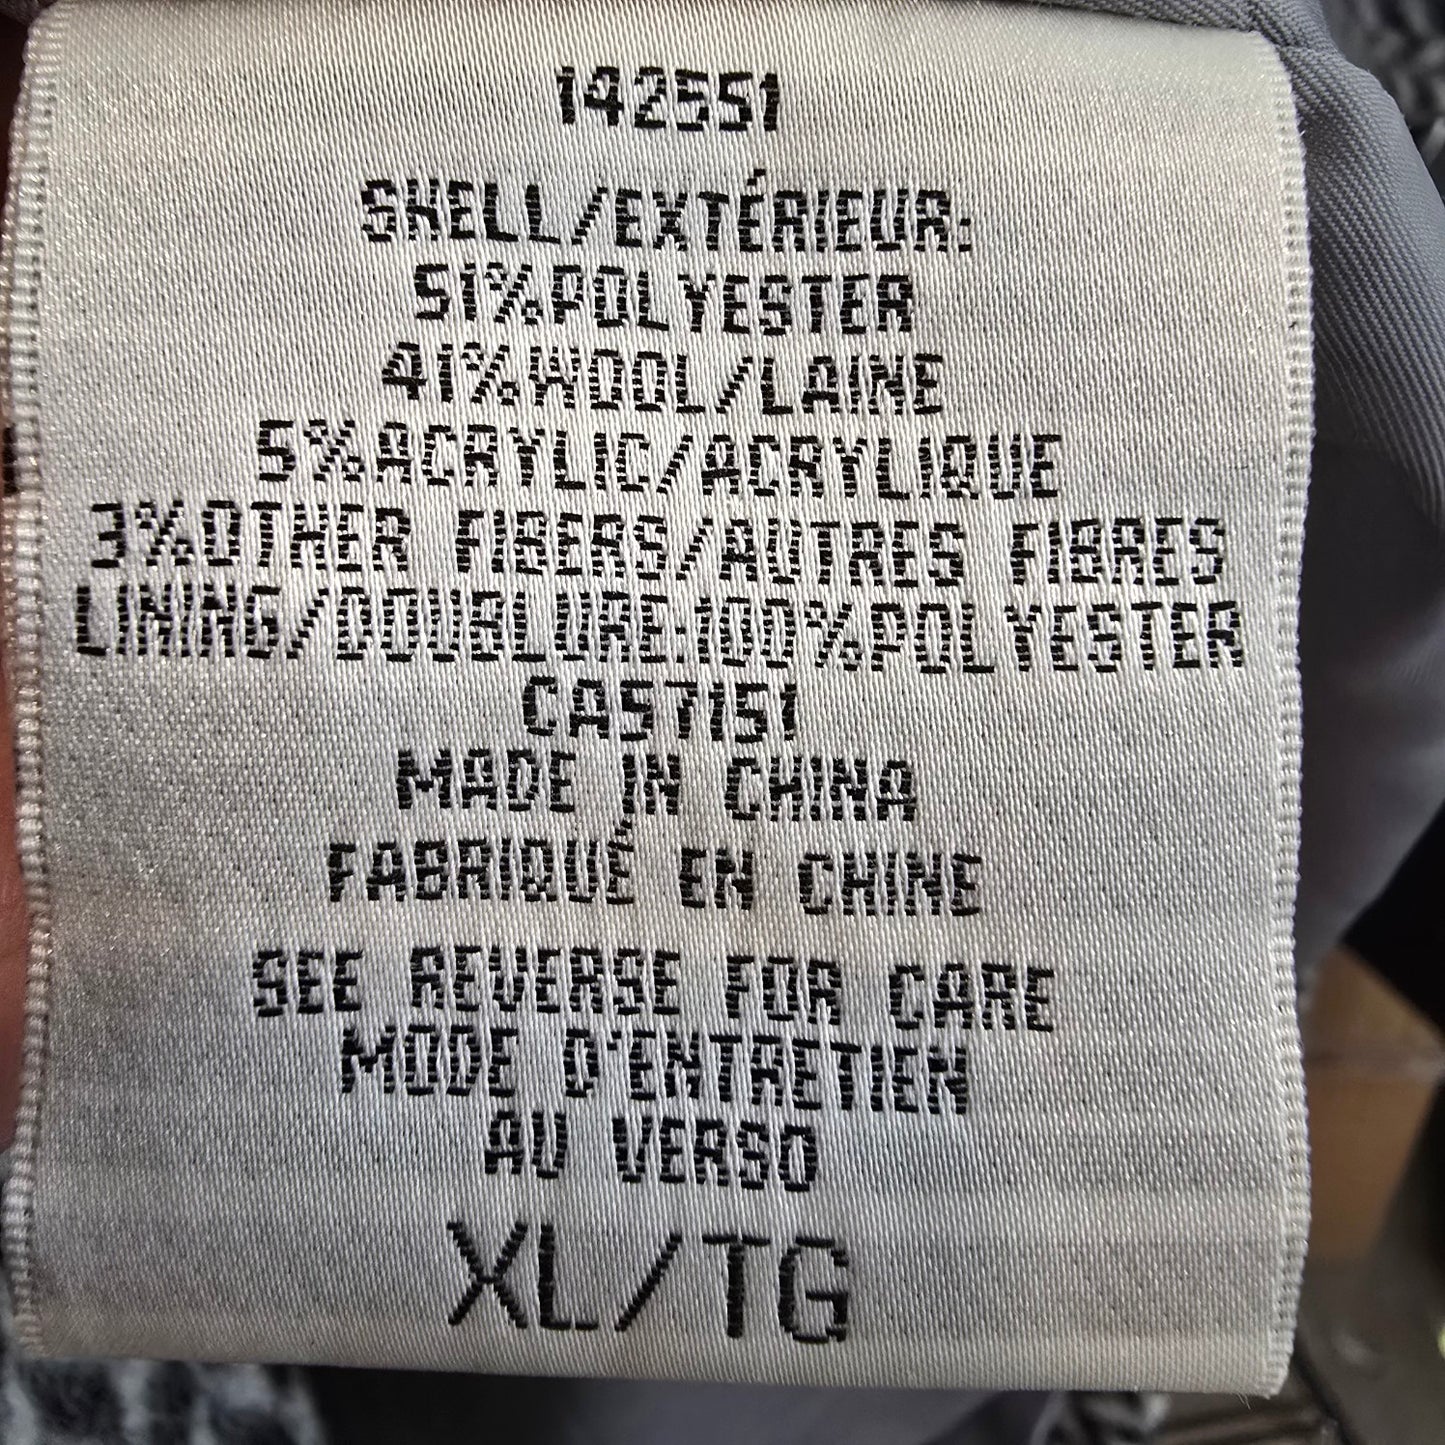 142551
SHELL/EXTÉRIEUR:
51%POLYESTER
41%WOOL/LAINE
5%ACRYLIC/ACRYLIQUE
3%OTHER FIBERS/AUTRES FIBRES
LINING/DOUBLURE:100%POLYESTER
CA57151
MADE IN CHINA
FABRIQUÉ EN CHINE
SEE REVERSE FOR CARE
MODE D'ENTRETIEN
AU VERSO
XL/TG